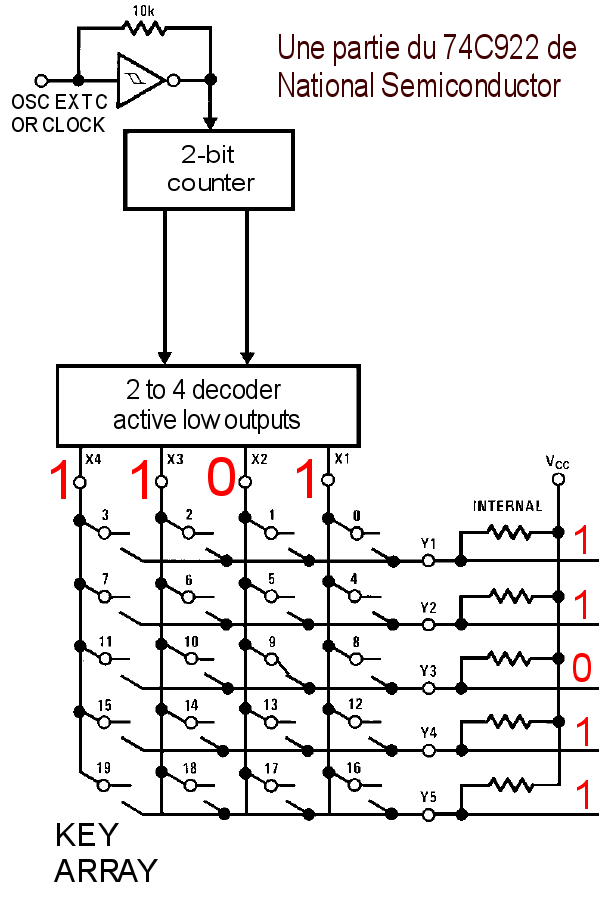 10k
Une partie du 74C922 de
National Semiconductor
OSC EXT C
OR CLOCK
2-bit
counter
2 to 4 decoder
active low outputs
X4 X3 X2 X1
1 1 0 1
VCC
INTERNAL
3 2 1 0 Y1 1
7 6 5 4 Y2 1
11 10 9 8 Y3 0
15 14 13 12 Y4 1
19 18 17 16 Y5 1
KEY
ARRAY